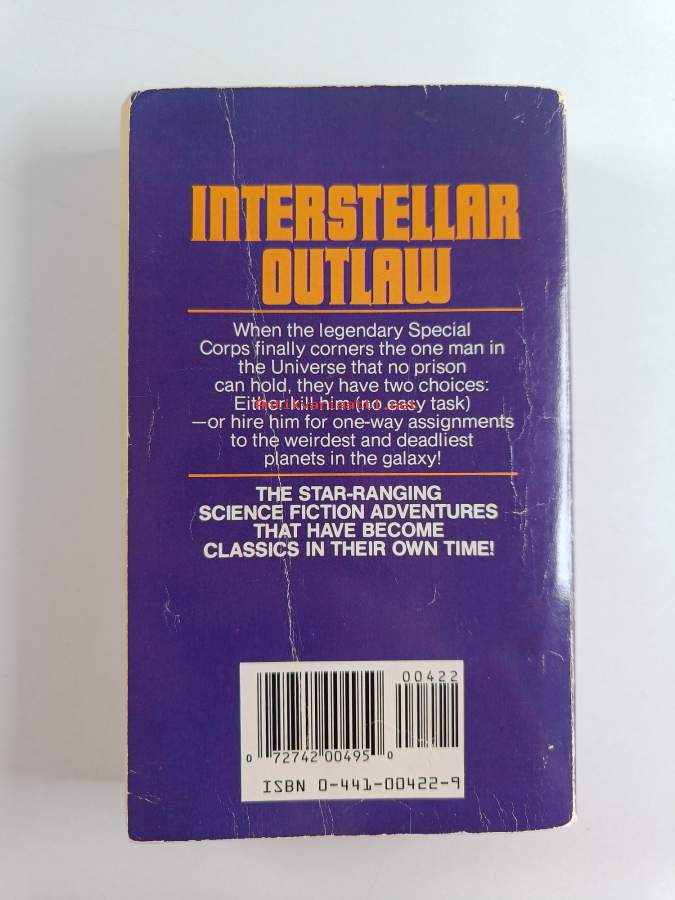 INTERSTELLAR
OUTLAW
When the legendary Special
Corps finally corners the one man in
the Universe that no prison
can hold, they have two choices:
Either kill him (no easy task)
—or hire him for one-way assignments
to the weirdest and deadliest
planets in the galaxy!
THE STAR-RANGING
SCIENCE FICTION ADVENTURES
THAT HAVE BECOME
CLASSICS IN THEIR OWN TIME!
00422
0 72742 00495 0
ISBN 0-441-00422-9